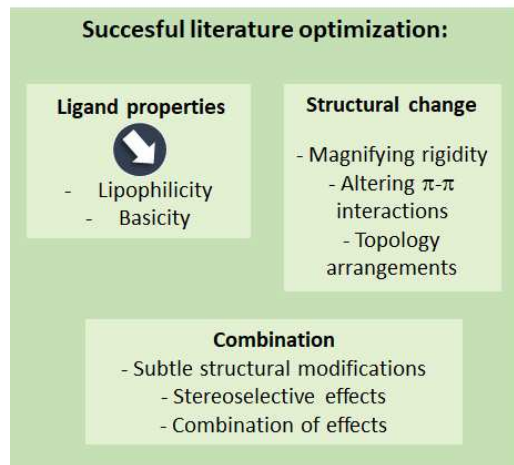 Succesful literature optimization:
Ligand properties
- Lipophilicity
- Basicity
Structural change
- Magnifying rigidity
- Altering π-π
interactions
- Topology
arrangements
Combination
- Subtle structural modifications
- Stereoselective effects
- Combination of effects